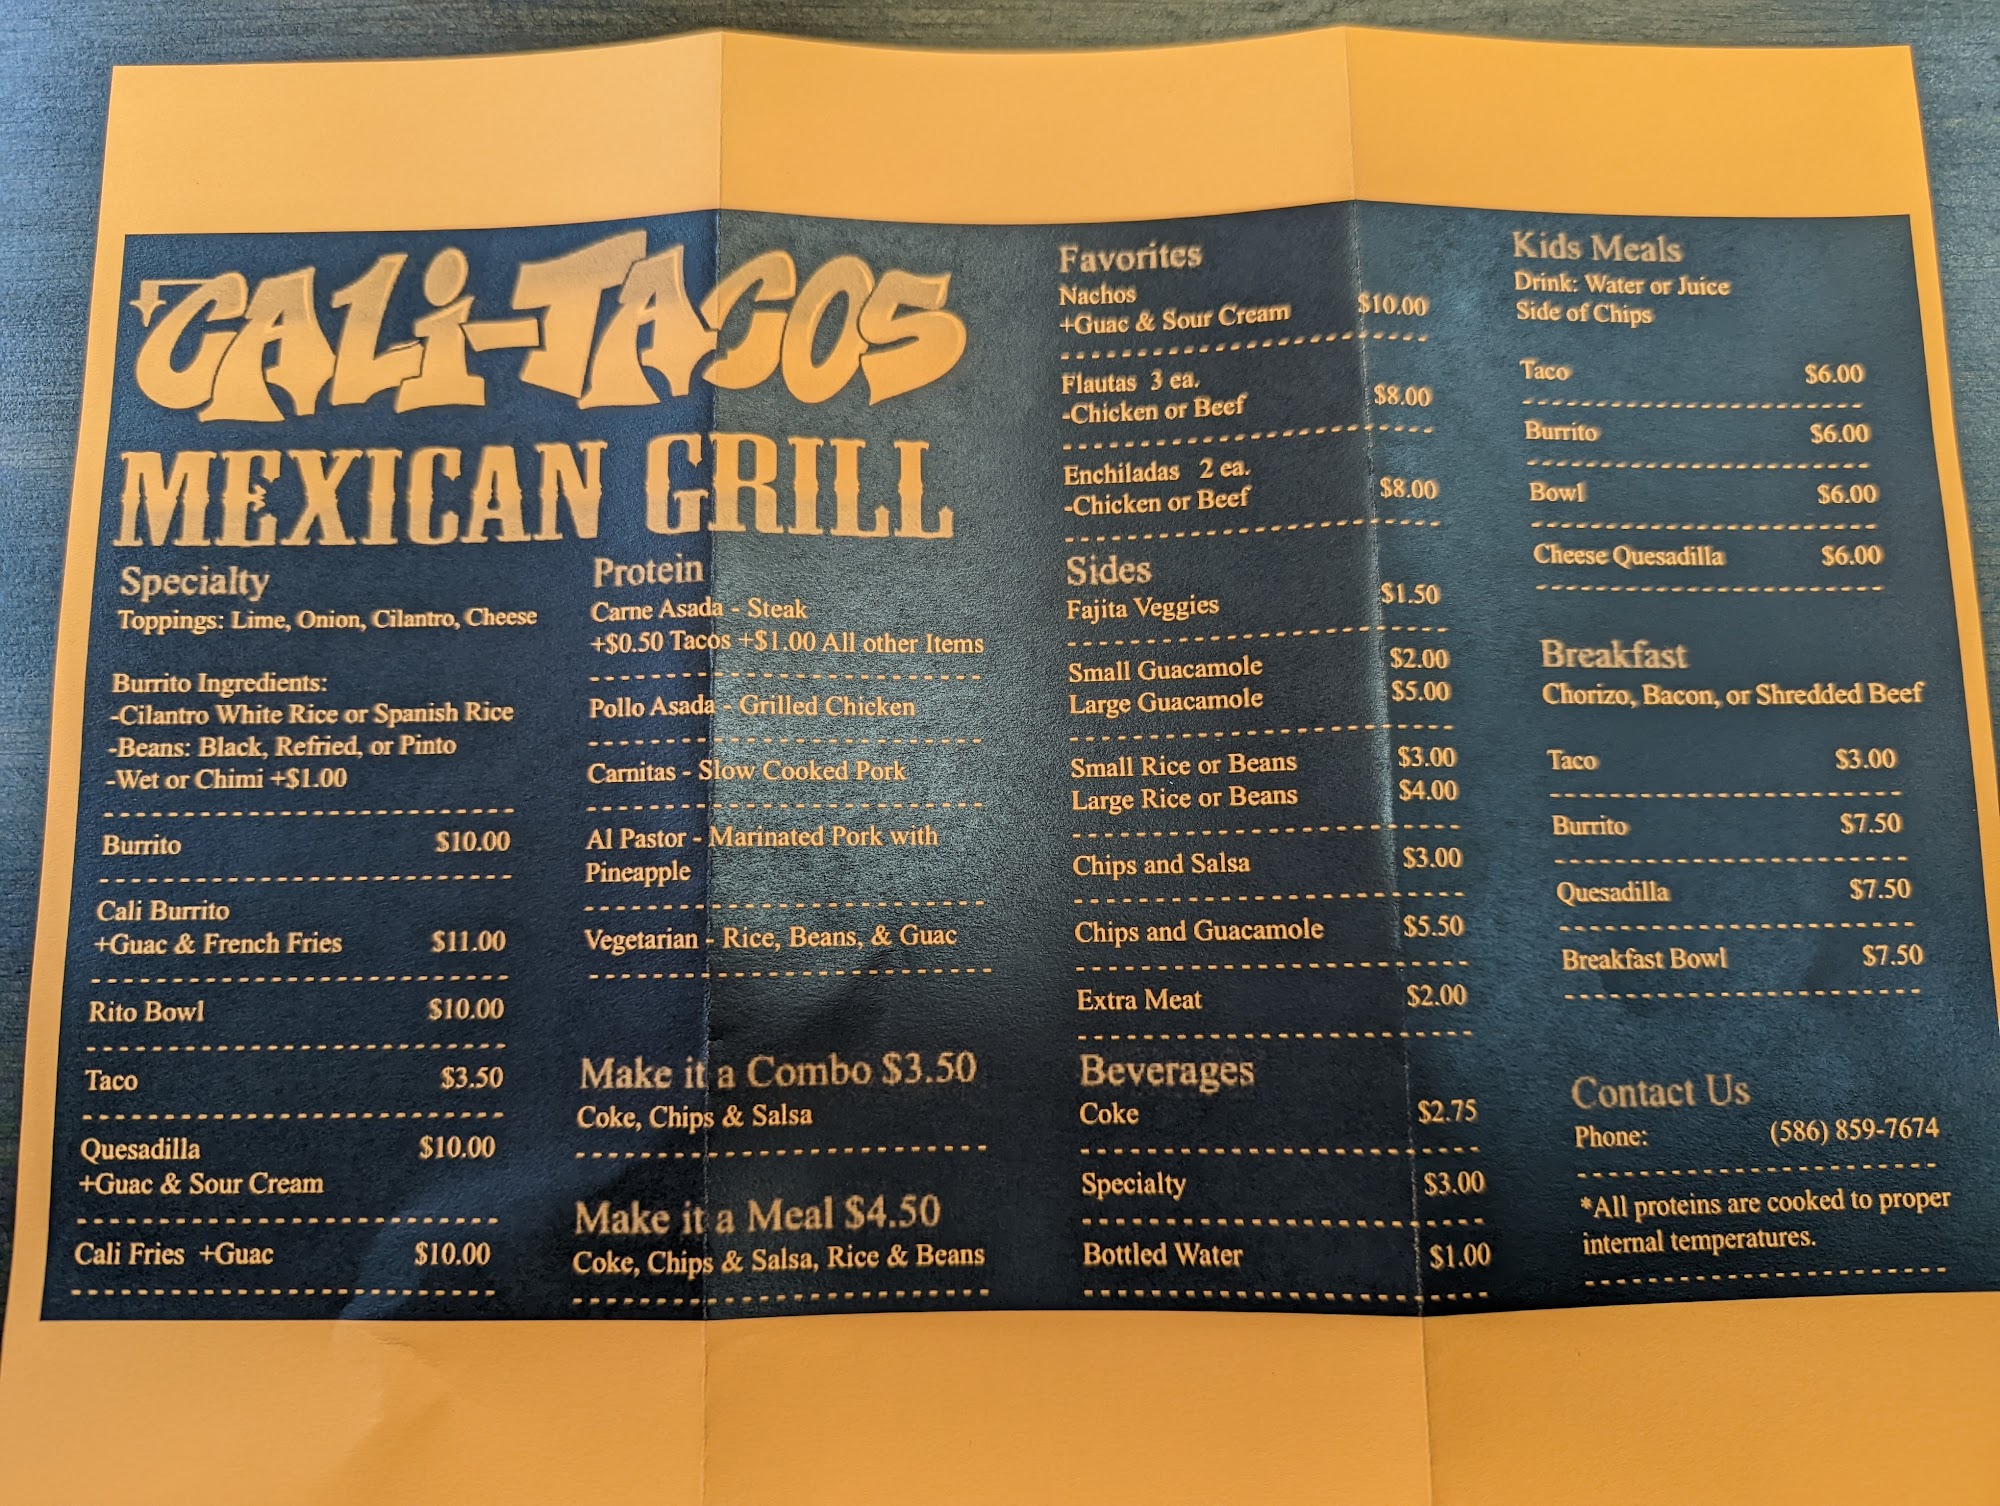 CALi-TACOS
MEXICAN GRILL
Specialty
Toppings: Lime, Onion, Cilantro, Cheese
Burrito Ingredients:
-Cilantro White Rice or Spanish Rice
-Beans: Black, Refried, or Pinto
-Wet or Chimi +$1.00
Burrito $10.00
Cali Burrito
+Guac & French Fries $11.00
Rito Bowl $10.00
Taco $3.50
Quesadilla $10.00
+Guac & Sour Cream
Cali Fries +Guac $10.00
Protein
Carne Asada - Steak
+$0.50 Tacos +$1.00 All other Items
Pollo Asada - Grilled Chicken
Carnitas - Slow Cooked Pork
Al Pastor - Marinated Pork with
Pineapple
Vegetarian - Rice, Beans, & Guac
Make it a Combo $3.50
Coke, Chips & Salsa
Make it a Meal $4.50
Coke, Chips & Salsa, Rice & Beans
Favorites
Nachos
+Guac & Sour Cream $10.00
Flautas 3 ea.
-Chicken or Beef $8.00
Enchiladas 2 ea.
-Chicken or Beef $8.00
Sides
Fajita Veggies $1.50
Small Guacamole $2.00
Large Guacamole $5.00
Small Rice or Beans $3.00
Large Rice or Beans $4.00
Chips and Salsa $3.00
Chips and Guacamole $5.50
Extra Meat $2.00
Beverages
Coke $2.75
Specialty $3.00
Bottled Water $1.00
Kids Meals
Drink: Water or Juice
Side of Chips
Taco $6.00
Burrito $6.00
Bowl $6.00
Cheese Quesadilla $6.00
Breakfast
Chorizo, Bacon, or Shredded Beef
Taco $3.00
Burrito $7.50
Quesadilla $7.50
Breakfast Bowl $7.50
Contact Us
Phone: (586) 859-7674
*All proteins are cooked to proper
internal temperatures.